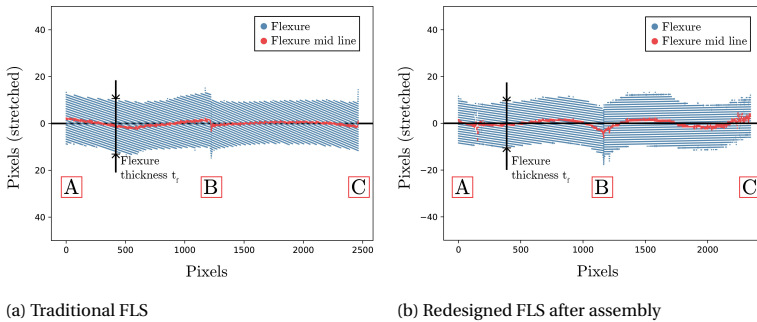 40
20
0
20
40
Pixels (stretched)
Flexure
Flexure mid line
Flexure
thickness t_f
A
B
C
0
500
1000
1500
2000
2500
Pixels
(a) Traditional FLS
40
20
0
−20
−40
Pixels (stretched)
Flexure
Flexure mid line
Flexure
thickness t_f
A
B
C
0
500
1000
1500
2000
Pixels
(b) Redesigned FLS after assembly